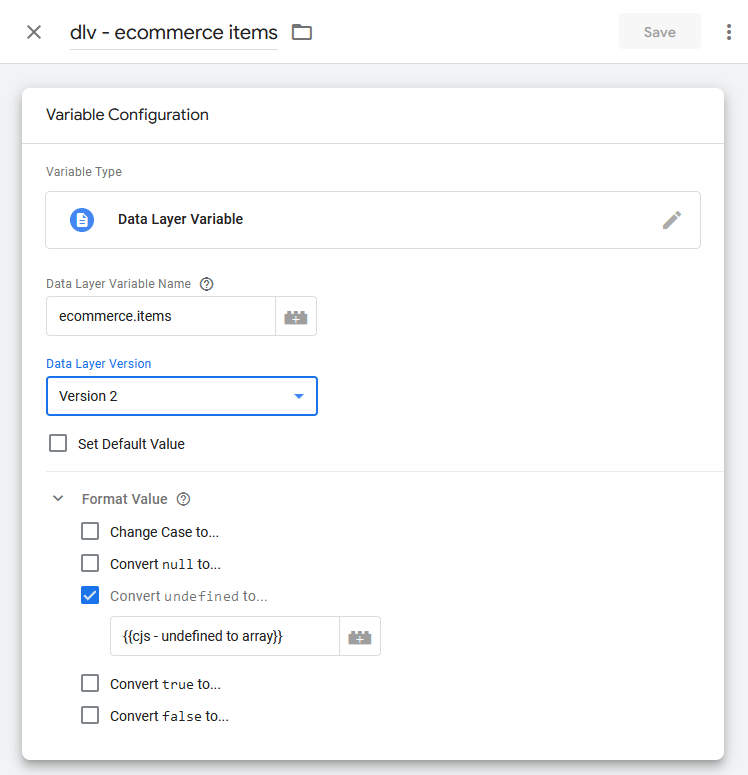 dlv - ecommerce items
Save
Variable Configuration
Variable Type
Data Layer Variable
Data Layer Variable Name
ecommerce.items
Data Layer Version
Version 2
Set Default Value
Format Value
Change Case to...
Convert null to...
Convert undefined to...
{{cjs - undefined to array}}
Convert true to...
Convert false to...